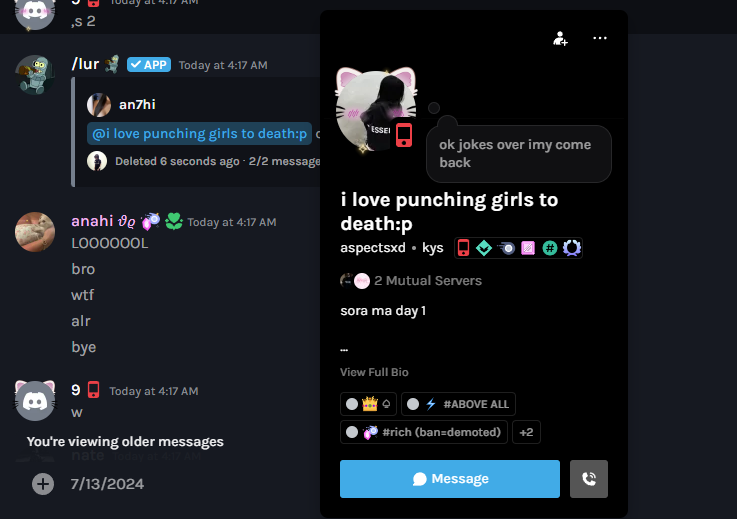 9 Today at 4:17 AM
,s 2
/lur APP Today at 4:17 AM
an7hi
@i love punching girls to death:p
Deleted 6 seconds ago · 2/2 message
anahi 𝜗𝜚 Today at 4:17 AM
LOOOOOOL
bro
wtf
alr
bye
9 Today at 4:17 AM
w
You're viewing older messages
nate
7/13/2024
ESSEN
ok jokes over imy come
back
i love punching girls to
death:p
aspectsxd • kys #
2 Mutual Servers
sora ma day 1
...
View Full Bio
#ABOVE ALL
#rich (ban=demoted) +2
Message